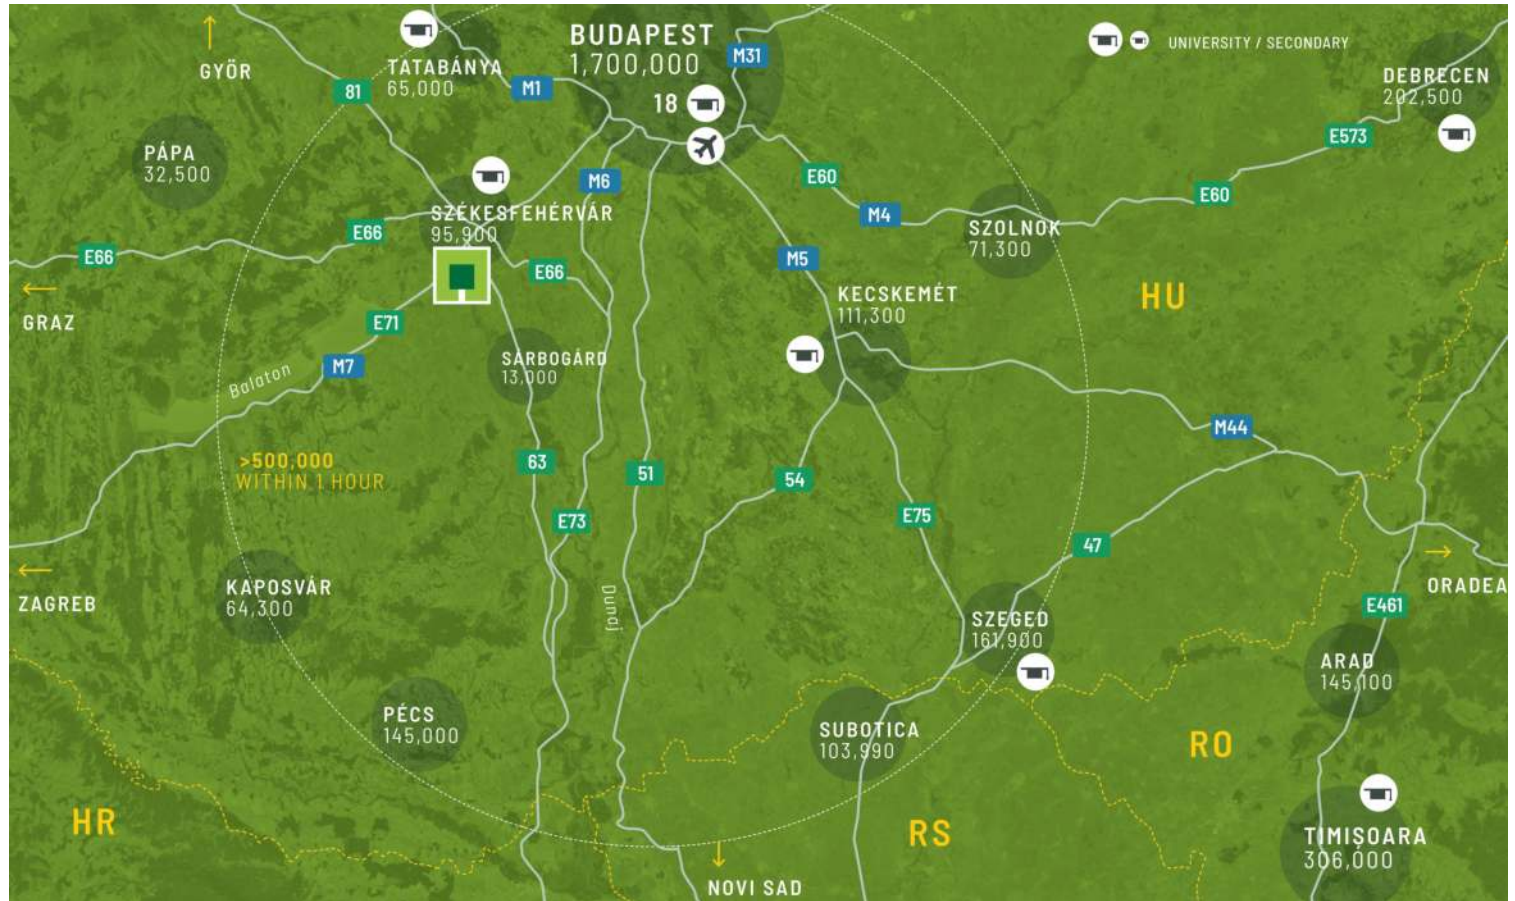 GYÖR
TATABÁNYA
65,000
BUDAPEST
1,700,000
18
M31
UNIVERSITY / SECONDARY
DEBRECEN
202,500
81
M1
E573
PÁPA
32,500
M6
E60
E60
M4
SZÉKESFEHÉRVÁR
95,900
E66
E66
E66
SZOLNOK
71,300
M5
KECSKEMÉT
111,300
HU
GRAZ
E71
M7
SÁRBOGÁRD
13,000
Balaton
M44
>500,000
WITHIN 1 HOUR
63
51
54
E73
E75
47
ZAGREB
KAPOSVÁR
64,300
Dunaj
ORADEA
E461
SZEGED
161,900
ARAD
145,100
PÉCS
145,000
SUBOTICA
103,990
RO
HR
RS
TIMIȘOARA
306,000
NOVI SAD